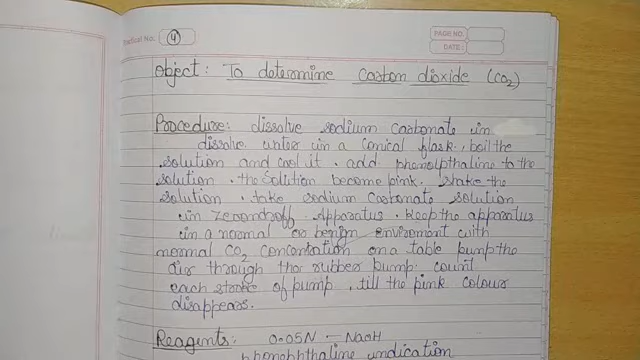 Practical No. 4
PAGE NO.
DATE:
Object: To determine Carbon dioxide (CO2)
Procedure: dissolve sodium carbonate in
dissolve water in a conical flask, boil the
solution and cool it. add phenolpthaline to the
solution. the solution become pink. shake the
solution. take sodium carbonate solution
in zecondroff Apparatus. Keep the apparatus
in a normal or benign enviroment with
normal CO2 concentation on a table pump the
air through the rubber pump. count
each stroke of pump, till the pink colour
disappears.
Reagents: 0.05N - NaOH
phenophthaline indication